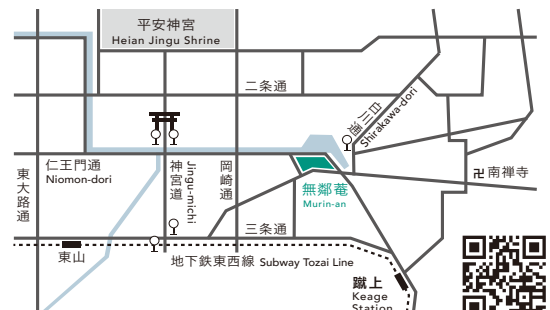 平安神宮
Heian Jingu Shrine
二条通
白川通
Shirakawa-dori
仁王門通
Niomon-dori
神宮道
Jingu-michi
岡崎通
東大路通
無鄰菴
Murin-an
卍南禅寺
三条通
東山
地下鉄東西線 Subway Tozai Line
蹴上
Keage
Station